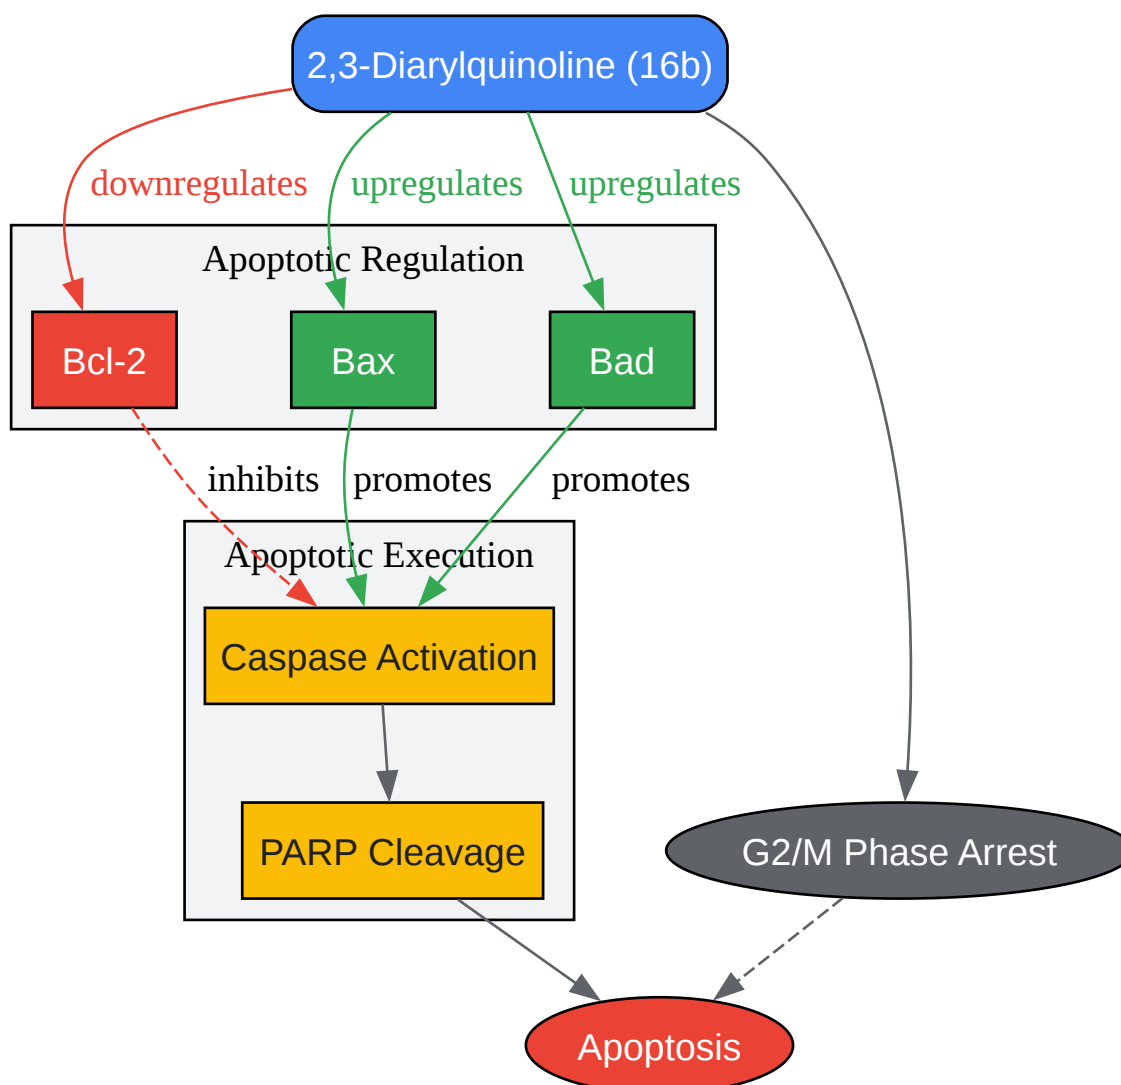 2,3-Diarylquinoline (16b)
downregulates
upregulates
upregulates
Apoptotic Regulation
Bcl-2
Bax
Bad
inhibits
promotes
promotes
Apoptotic Execution
Caspase Activation
PARP Cleavage
G2/M Phase Arrest
Apoptosis